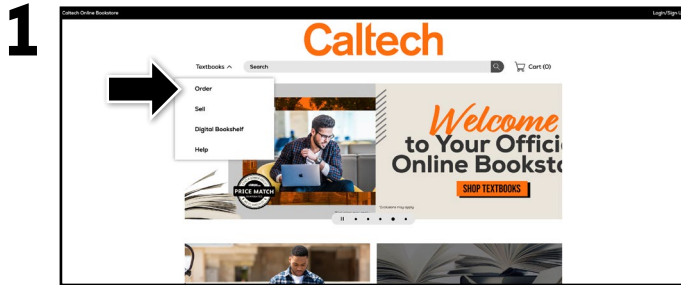 1
Caltech Online Bookstore
Login/Sign U
Caltech
Textbooks
Search
Cart (0)
Order
Sell
Digital Bookshelf
Help
PRICE MATCH
Welcome
to Your Offici
Online Booksto
SHOP TEXTBOOKS